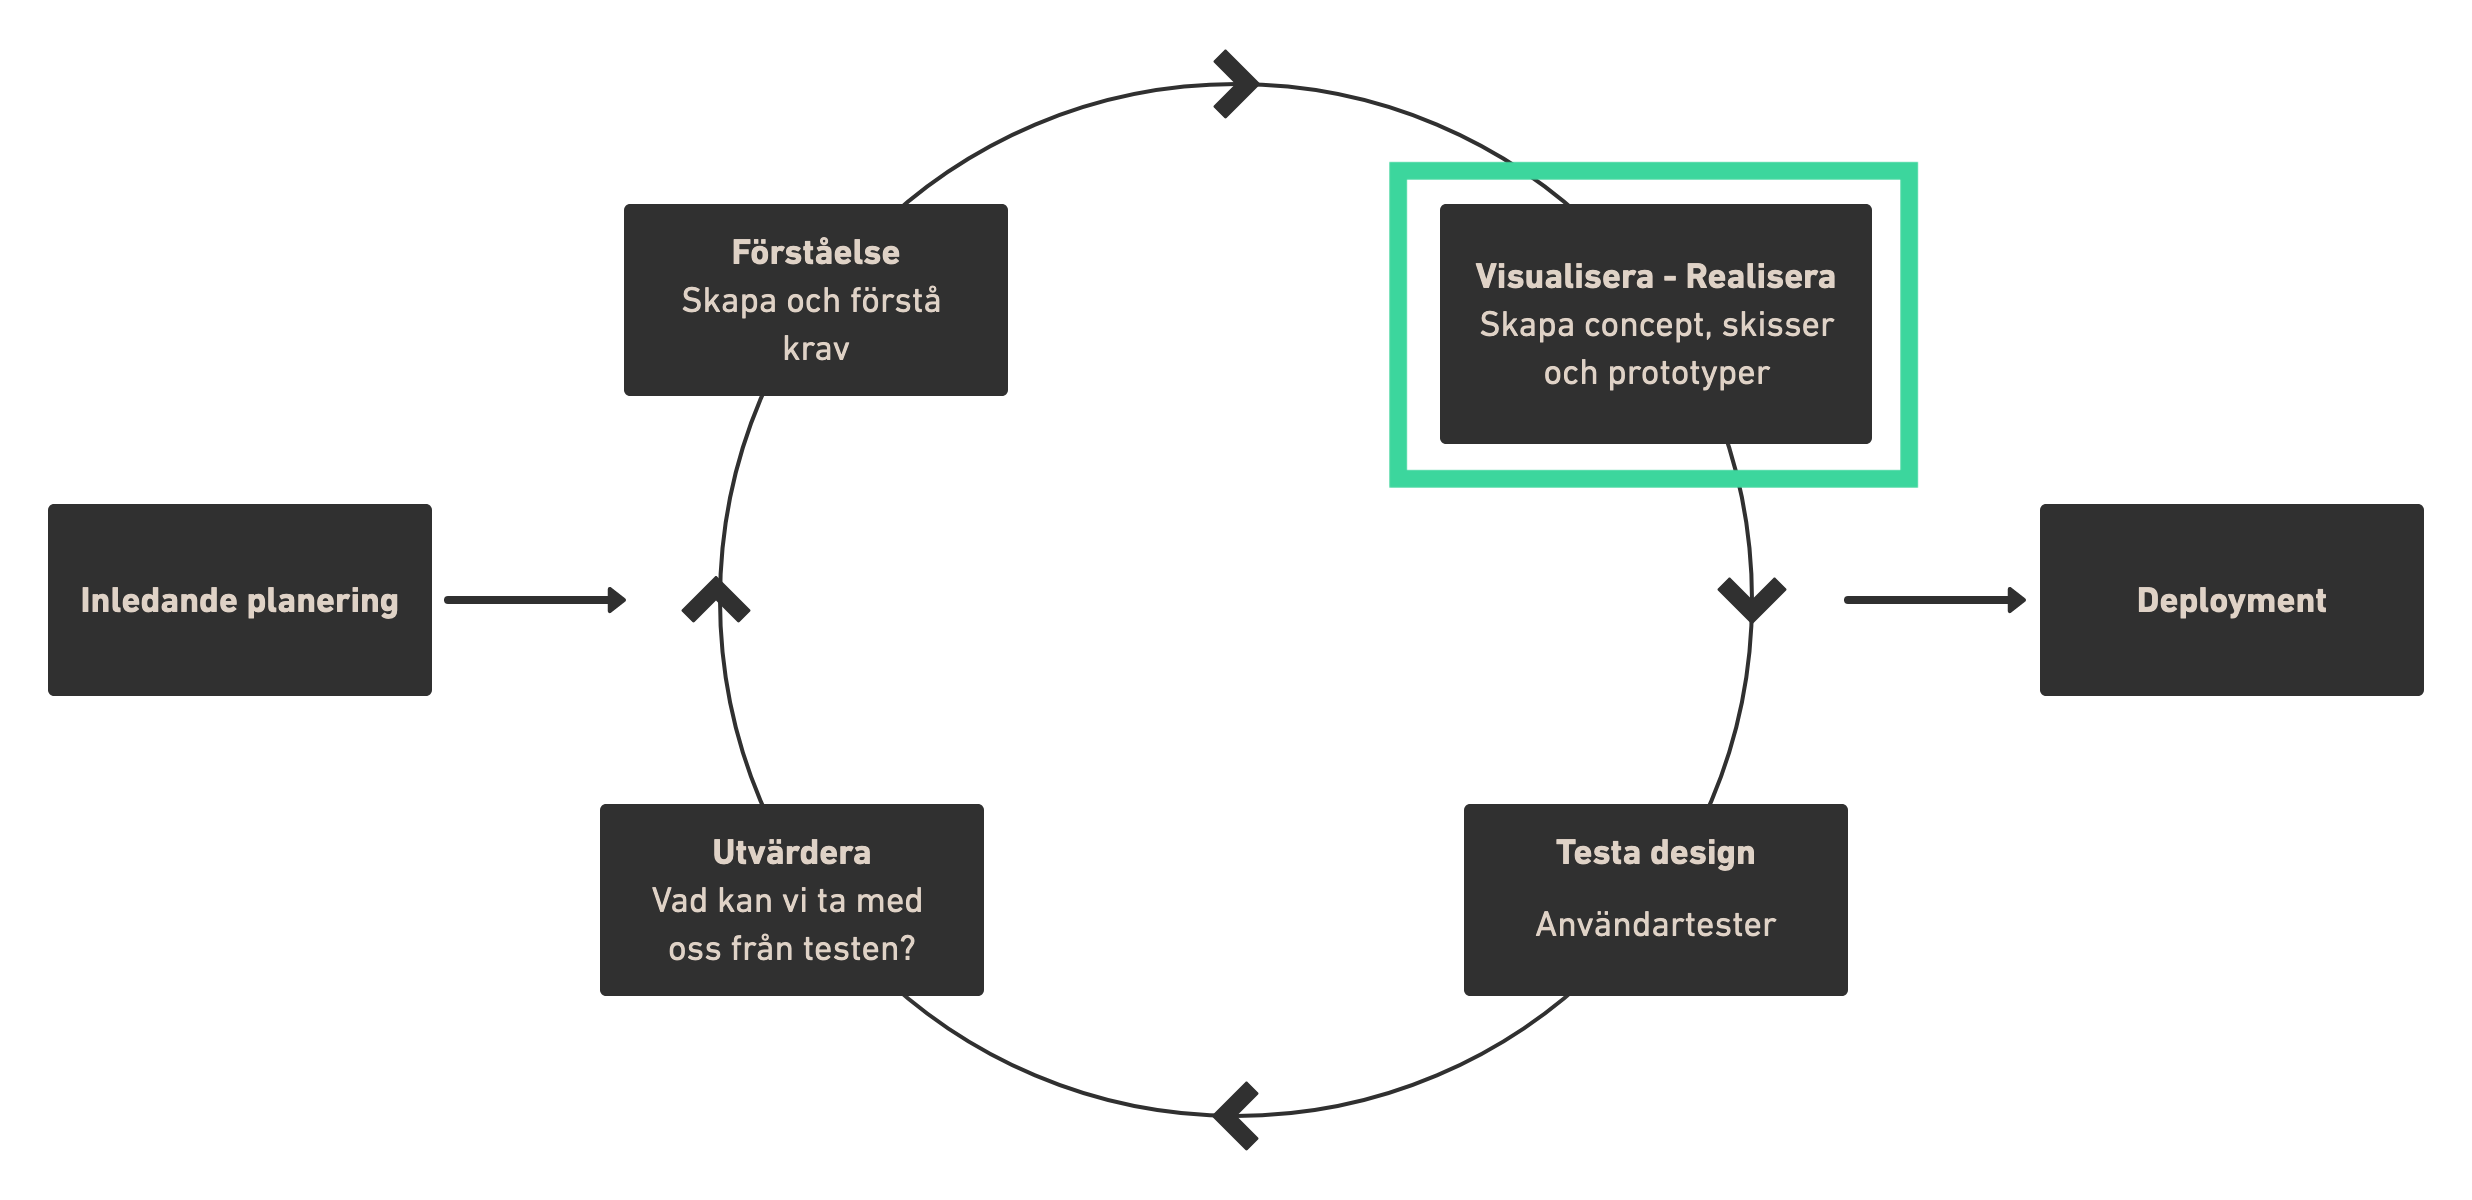 Förståelse
Skapa och förstå
krav
Visualisera - Realisera
Skapa concept, skisser
och prototyper
Inledande planering
Deployment
Utvärdera
Vad kan vi ta med
oss från testen?
Testa design
Användartester